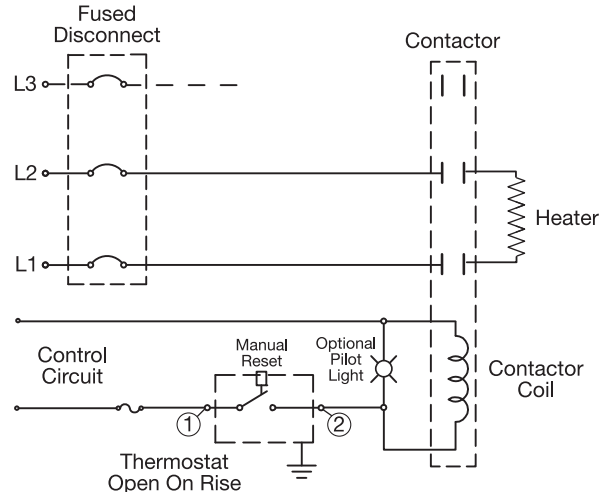 Fused
Disconnect
Contactor
L3
L2
Heater
L1
Control
Circuit
Manual
Reset
Optional
Pilot
Light
Contactor
Coil
1
2
Thermostat
Open On Rise